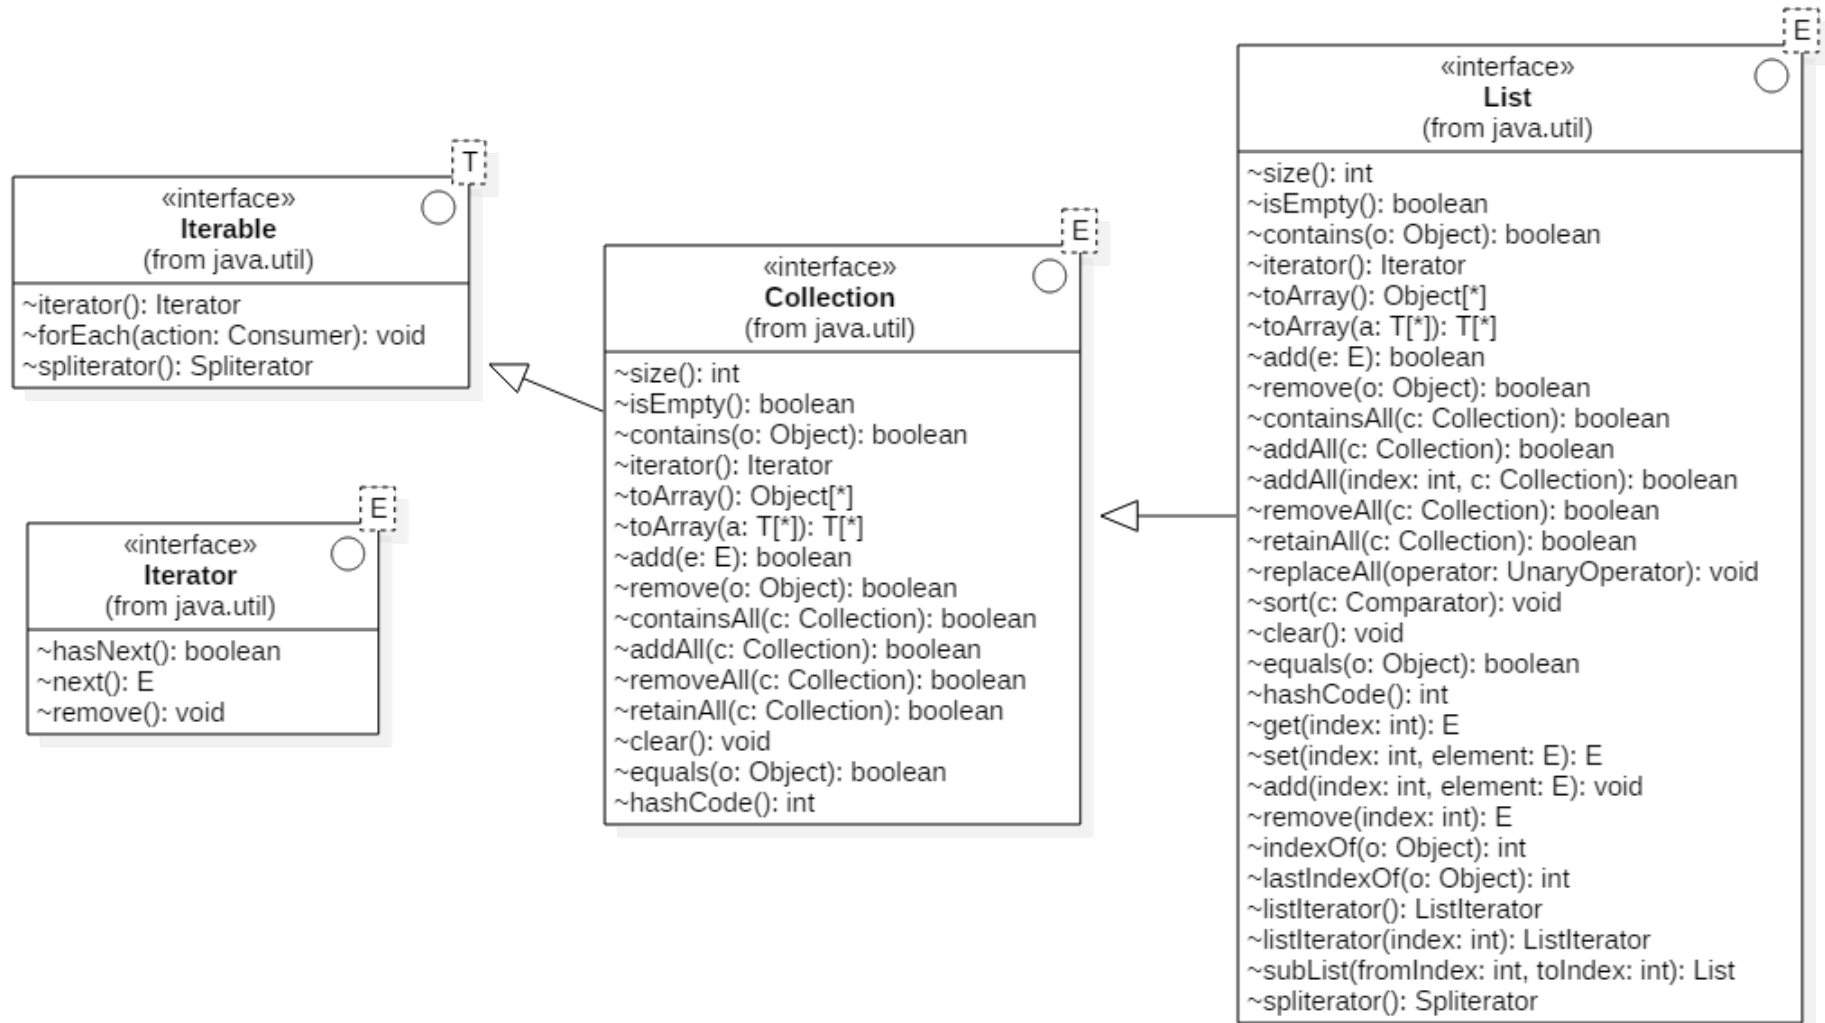 T
«interface»
Iterable
(from java.util)
~iterator(): Iterator
~forEach(action: Consumer): void
~spliterator(): Spliterator
E
«interface»
Iterator
(from java.util)
~hasNext(): boolean
~next(): E
~remove(): void
E
«interface»
Collection
(from java.util)
~size(): int
~isEmpty(): boolean
~contains(o: Object): boolean
~iterator(): Iterator
~toArray(): Object[*]
~toArray(a: T[*]): T[*]
~add(e: E): boolean
~remove(o: Object): boolean
~containsAll(c: Collection): boolean
~addAll(c: Collection): boolean
~removeAll(c: Collection): boolean
~retainAll(c: Collection): boolean
~clear(): void
~equals(o: Object): boolean
~hashCode(): int
E
«interface»
List
(from java.util)
~size(): int
~isEmpty(): boolean
~contains(o: Object): boolean
~iterator(): Iterator
~toArray(): Object[*]
~toArray(a: T[*]): T[*]
~add(e: E): boolean
~remove(o: Object): boolean
~containsAll(c: Collection): boolean
~addAll(c: Collection): boolean
~addAll(index: int, c: Collection): boolean
~removeAll(c: Collection): boolean
~retainAll(c: Collection): boolean
~replaceAll(operator: UnaryOperator): void
~sort(c: Comparator): void
~clear(): void
~equals(o: Object): boolean
~hashCode(): int
~get(index: int): E
~set(index: int, element: E): E
~add(index: int, element: E): void
~remove(index: int): E
~indexOf(o: Object): int
~lastIndexOf(o: Object): int
~listIterator(): ListIterator
~listIterator(index: int): ListIterator
~subList(fromIndex: int, toIndex: int): List
~spliterator(): Spliterator